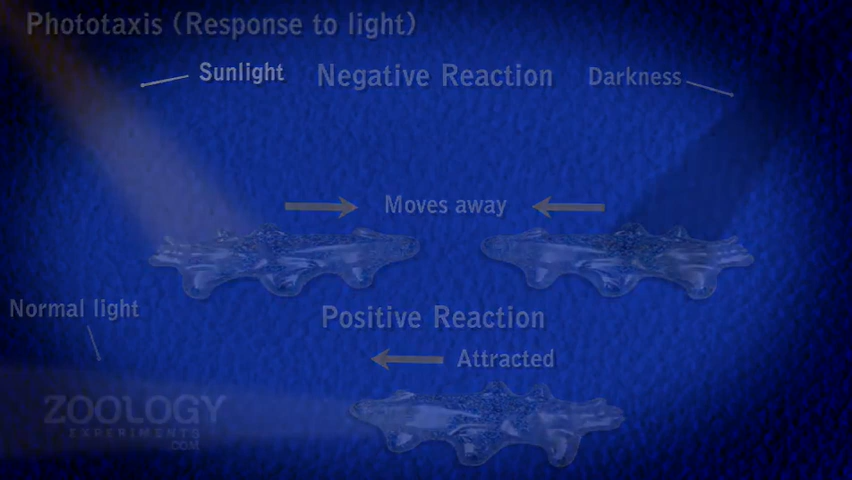 Phototaxis (Response to light)
Sunlight
Negative Reaction
Darkness
Moves away
Normal light
Positive Reaction
Attracted
ZOOLOGY
EXPERIMENTS
.COM